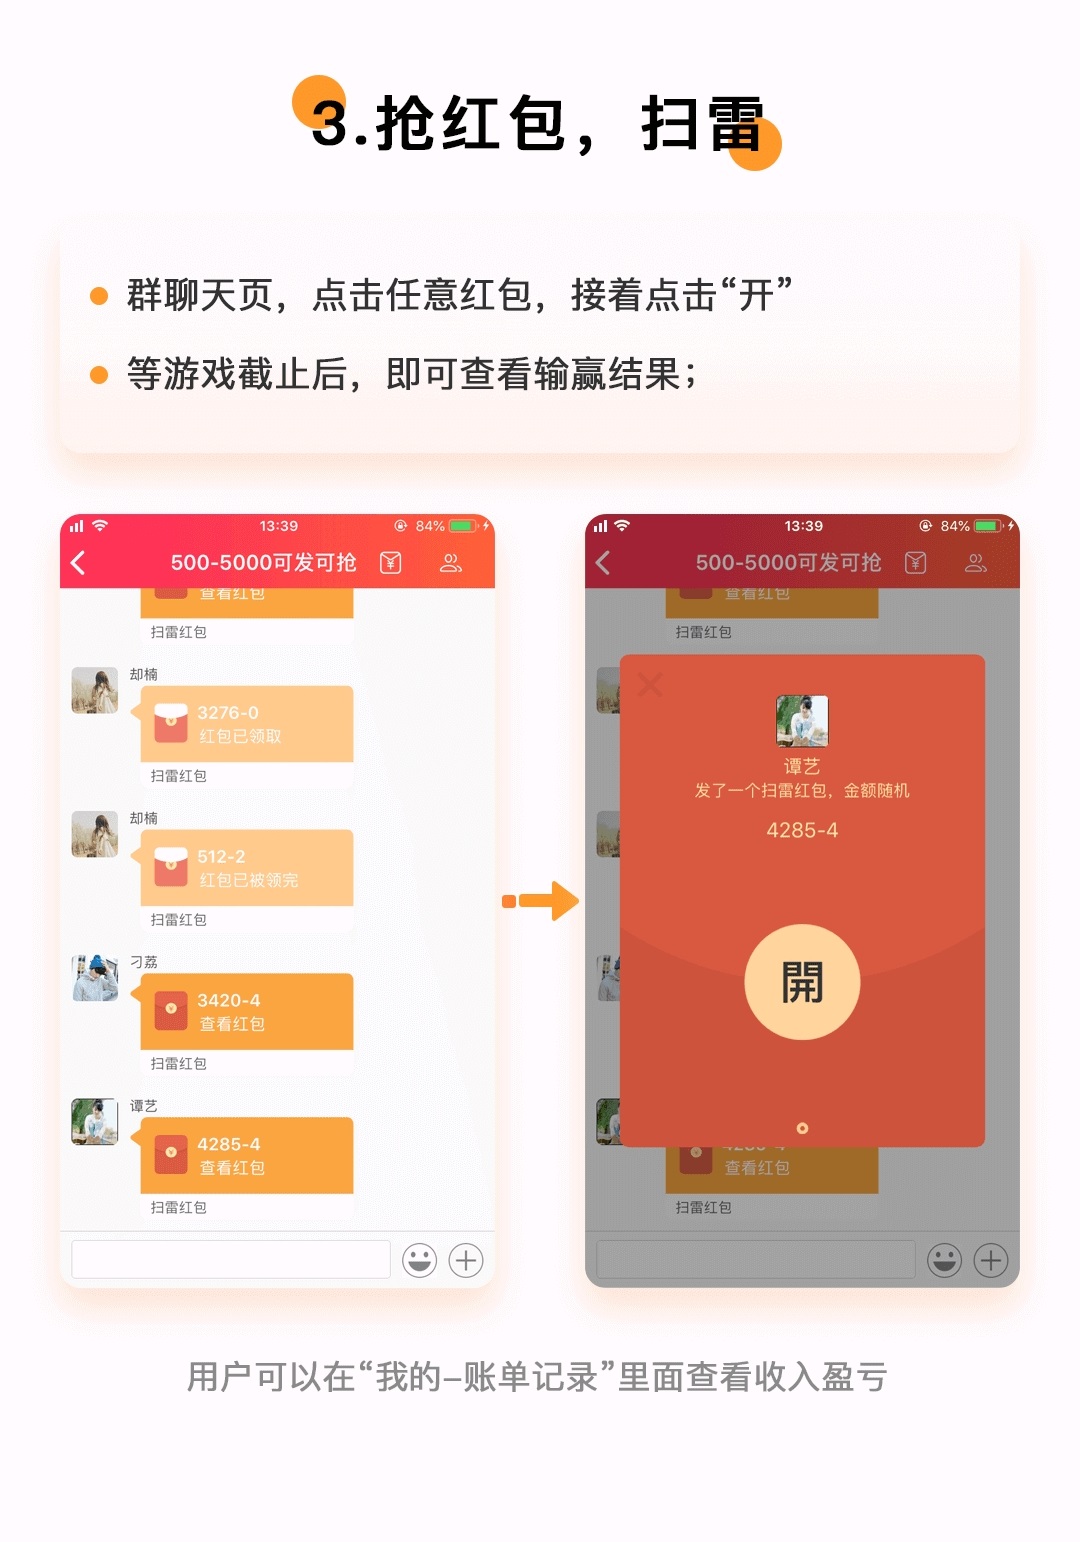 3.抢红包，扫雷
群聊天页，点击任意红包，接着点击“开”
等游戏截止后，即可查看输赢结果；
13:39
84%
500-5000可发可抢
查看红包
扫雷红包
却楠
3276-0
红包已领取
扫雷红包
却楠
512-2
红包已被领完
扫雷红包
刁荔
3420-4
查看红包
扫雷红包
谭艺
4285-4
查看红包
扫雷红包
13:39
84%
500-5000可发可抢
查看红包
扫雷红包
谭艺
发了一个扫雷红包，金额随机
4285-4
開
4285-4
查看红包
扫雷红包
用户可以在“我的–账单记录”里面查看收入盈亏